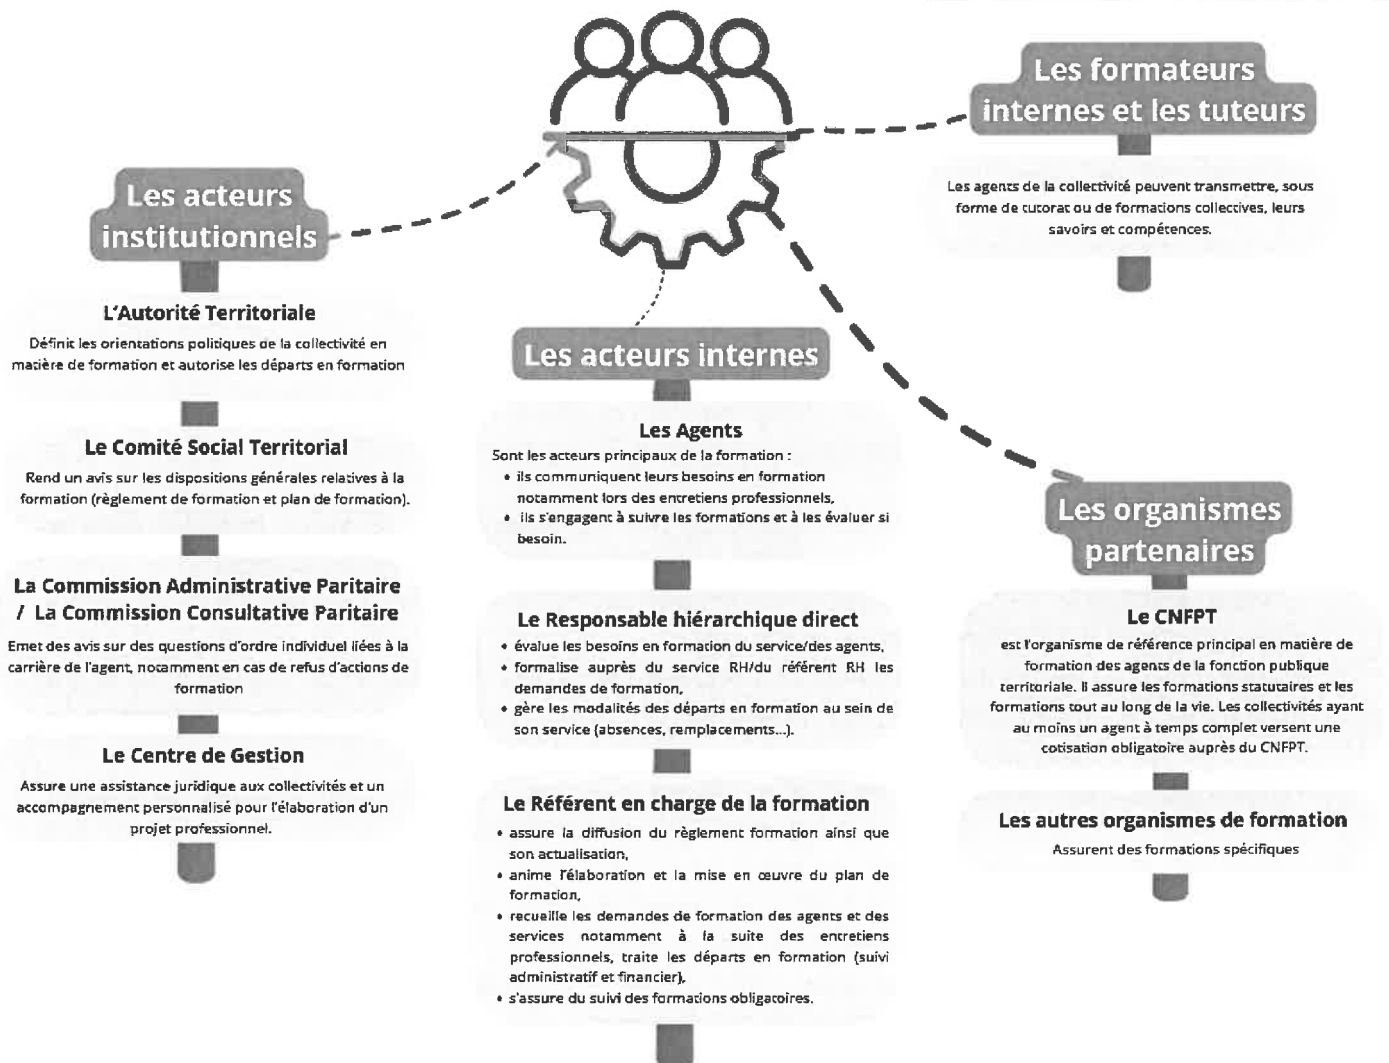 Les acteurs
institutionnels
L'Autorité Territoriale
Définit les orientations politiques de la collectivité en
matière de formation et autorise les départs en formation
Le Comité Social Territorial
Rend un avis sur les dispositions générales relatives à la
formation (règlement de formation et plan de formation).
La Commission Administrative Paritaire
/ La Commission Consultative Paritaire
Emet des avis sur des questions d'ordre individuel liées à la
carrière de l'agent, notamment en cas de refus d'actions de
formation
Le Centre de Gestion
Assure une assistance juridique aux collectivités et un
accompagnement personnalisé pour l'élaboration d'un
projet professionnel.
Les acteurs internes
Les Agents
Sont les acteurs principaux de la formation :
• ils communiquent leurs besoins en formation
notamment lors des entretiens professionnels,
• ils s'engagent à suivre les formations et à les évaluer si
besoin.
Le Responsable hiérarchique direct
• évalue les besoins en formation du service/des agents,
• formalise auprès du service RH/du référent RH les
demandes de formation,
• gère les modalités des départs en formation au sein de
son service (absences, remplacements...).
Le Référent en charge de la formation
• assure la diffusion du règlement formation ainsi que
son actualisation,
• anime l'élaboration et la mise en œuvre du plan de
formation,
• recueille les demandes de formation des agents et des
services notamment à la suite des entretiens
professionnels, traite les départs en formation (suivi
administratif et financier),
• s'assure du suivi des formations obligatoires.
Les formateurs
internes et les tuteurs
Les agents de la collectivité peuvent transmettre, sous
forme de tutorat ou de formations collectives, leurs
savoirs et compétences.
Les organismes
partenaires
Le CNFPT
est l'organisme de référence principal en matière de
formation des agents de la fonction publique
territoriale. Il assure les formations statutaires et les
formations tout au long de la vie. Les collectivités ayant
au moins un agent à temps complet versent une
cotisation obligatoire auprès du CNFPT.
Les autres organismes de formation
Assurent des formations spécifiques